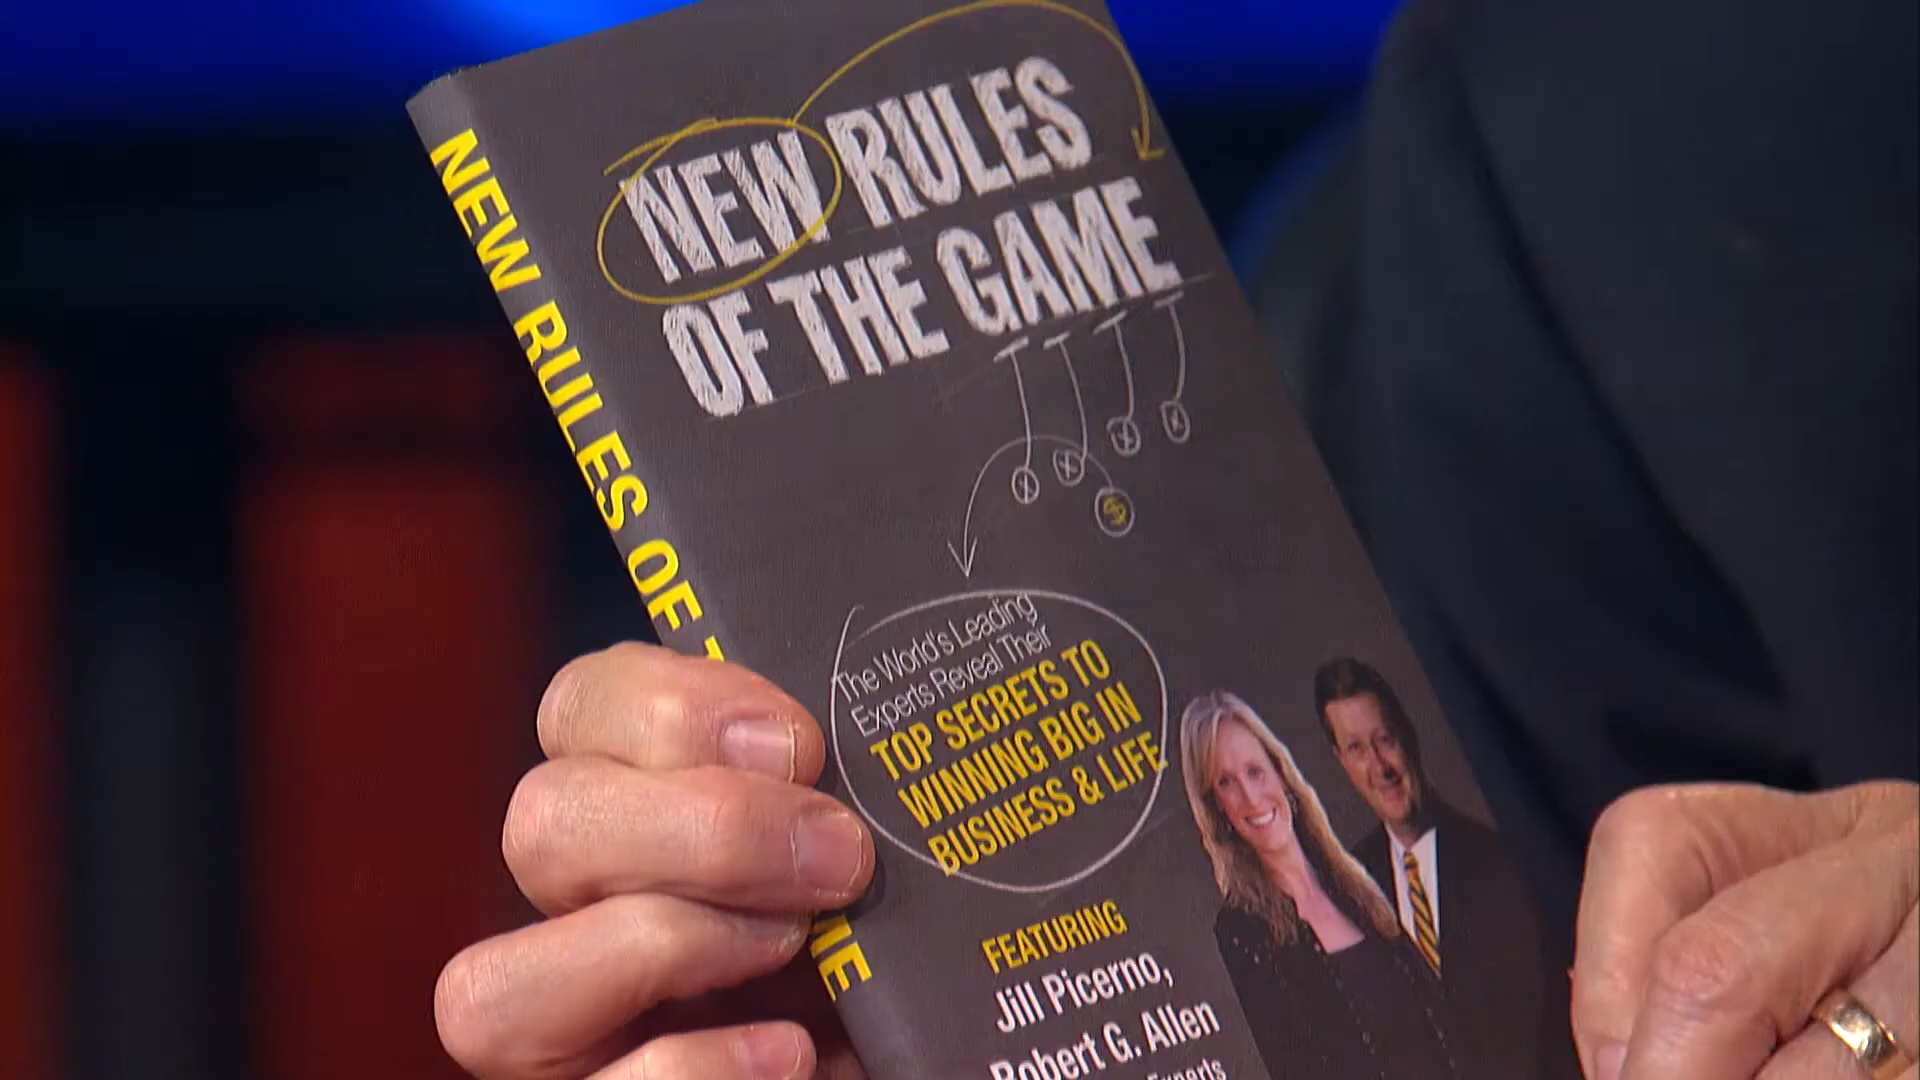 NEW RULES
OF THE GAME
The World's Leading
Experts Reveal Their
TOP SECRETS TO
WINNING BIG IN
BUSINESS & LIFE
FEATURING
Jill Picerno,
Robert G. Allen
Experts
NEW RULES OF